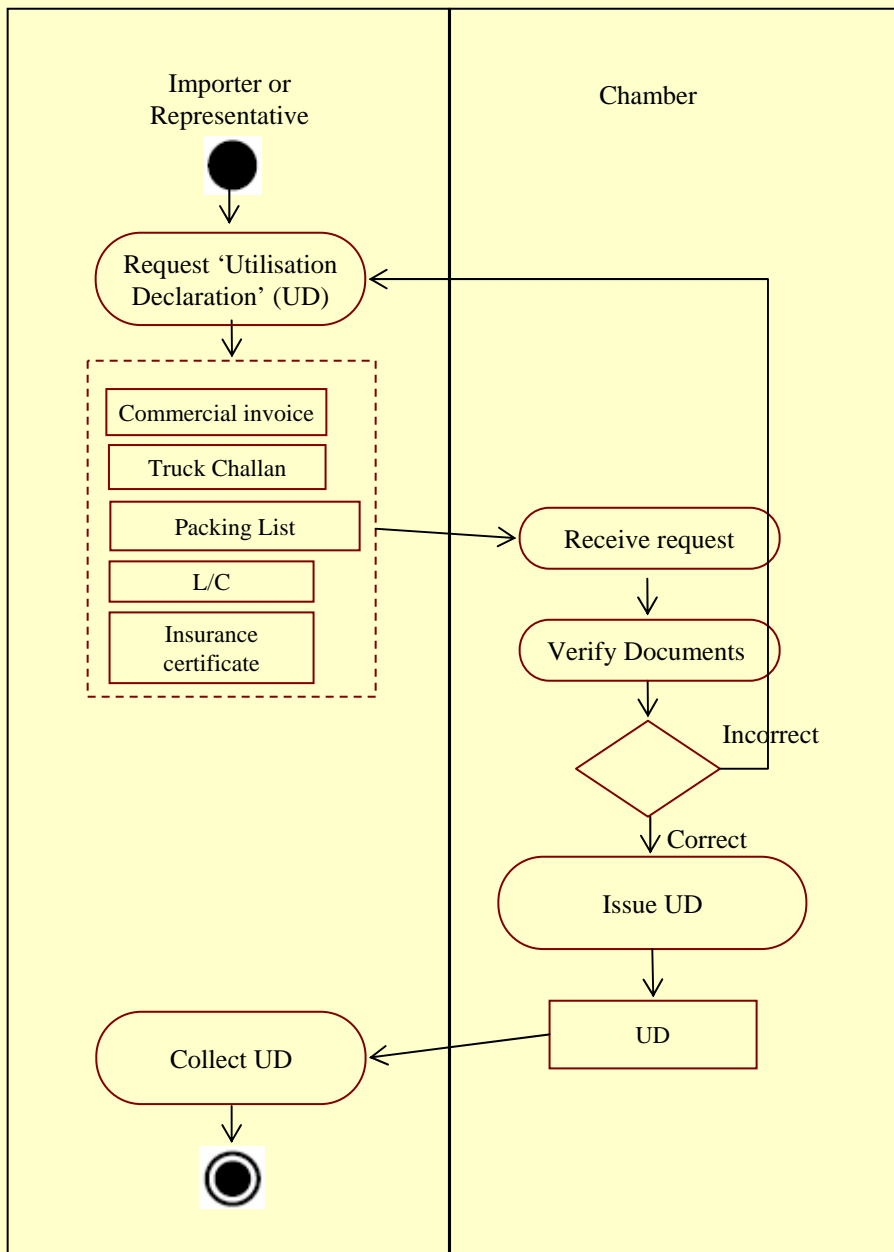 Importer or
Representative
Chamber
Request ‘Utilisation
Declaration’ (UD)
Commercial invoice
Truck Challan
Packing List
L/C
Insurance
certificate
Receive request
Verify Documents
Incorrect
Correct
Issue UD
UD
Collect UD